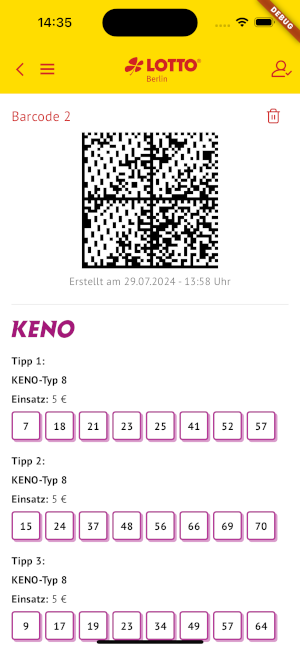 14:35
DEBUG
LOTTO®
Berlin
Barcode 2
Erstellt am 29.07.2024 - 13:58 Uhr
KENO
Tipp 1:
KENO-Typ 8
Einsatz: 5 €
7 18 21 23 25 41 52 57
Tipp 2:
KENO-Typ 8
Einsatz: 5 €
15 24 37 48 56 66 69 70
Tipp 3:
KENO-Typ 8
Einsatz: 5 €
9 17 19 23 34 49 57 64